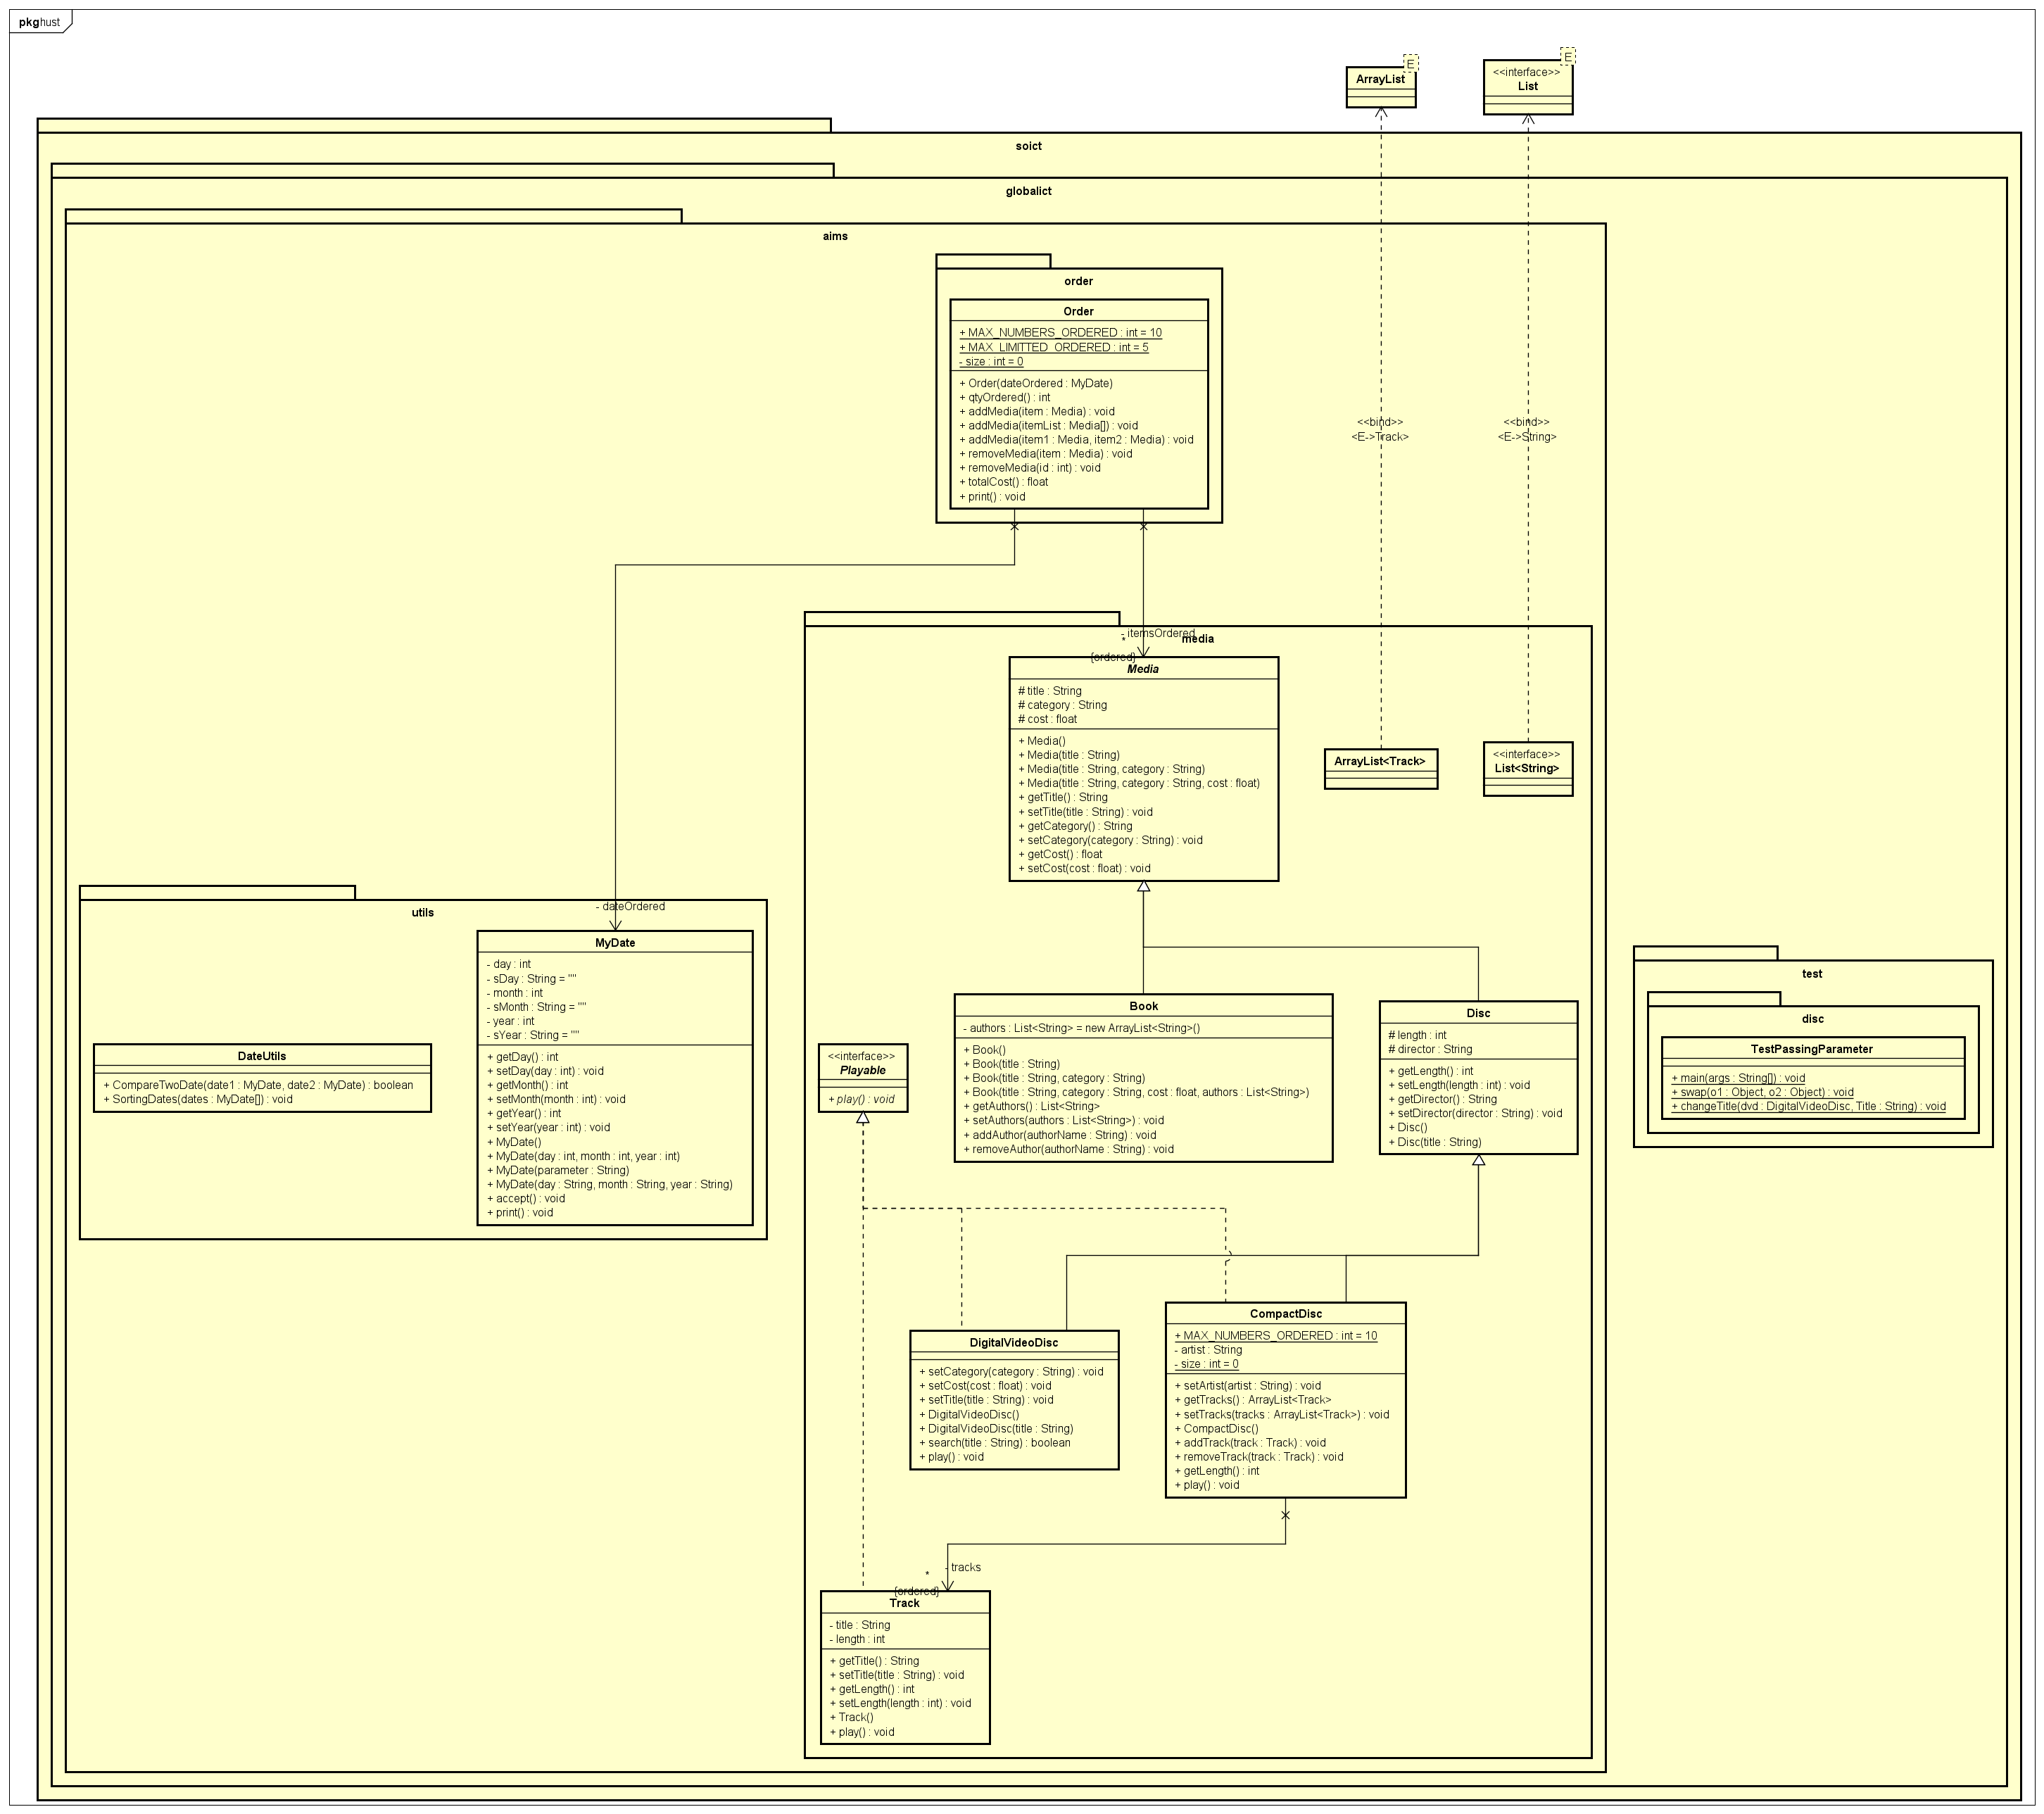 pkg hust
E
ArrayList
E
<<interface>>
List
soict
globalict
aims
order
Order
+ MAX_NUMBERS_ORDERED : int = 10
+ MAX_LIMITTED_ORDERED : int = 5
- size : int = 0
+ Order(dateOrdered : MyDate)
+ qtyOrdered() : int
+ addMedia(item : Media) : void
+ addMedia(itemList : Media[]) : void
+ addMedia(item1 : Media, item2 : Media) : void
+ removeMedia(item : Media) : void
+ removeMedia(id : int) : void
+ totalCost() : float
+ print() : void
<<bind>>
<E->Track>
<<bind>>
<E->String>
- itemsOrdered
*
{ordered}
media
Media
# title : String
# category : String
# cost : float
+ Media()
+ Media(title : String)
+ Media(title : String, category : String)
+ Media(title : String, category : String, cost : float)
+ getTitle() : String
+ setTitle(title : String) : void
+ getCategory() : String
+ setCategory(category : String) : void
+ getCost() : float
+ setCost(cost : float) : void
ArrayList<Track>
<<interface>>
List<String>
utils
- dateOrdered
MyDate
- day : int
- sDay : String = ""
- month : int
- sMonth : String = ""
- year : int
- sYear : String = ""
+ getDay() : int
+ setDay(day : int) : void
+ getMonth() : int
+ setMonth(month : int) : void
+ getYear() : int
+ setYear(year : int) : void
+ MyDate()
+ MyDate(day : int, month : int, year : int)
+ MyDate(parameter : String)
+ MyDate(day : String, month : String, year : String)
+ accept() : void
+ print() : void
DateUtils
+ CompareTwoDate(date1 : MyDate, date2 : MyDate) : boolean
+ SortingDates(dates : MyDate[]) : void
<<interface>>
Playable
+ play() : void
Book
- authors : List<String> = new ArrayList<String>()
+ Book()
+ Book(title : String)
+ Book(title : String, category : String)
+ Book(title : String, category : String, cost : float, authors : List<String>)
+ getAuthors() : List<String>
+ setAuthors(authors : List<String>) : void
+ addAuthor(authorName : String) : void
+ removeAuthor(authorName : String) : void
Disc
# length : int
# director : String
+ getLength() : int
+ setLength(length : int) : void
+ getDirector() : String
+ setDirector(director : String) : void
+ Disc()
+ Disc(title : String)
test
disc
TestPassingParameter
+ main(args : String[]) : void
+ swap(o1 : Object, o2 : Object) : void
+ changeTitle(dvd : DigitalVideoDisc, Title : String) : void
DigitalVideoDisc
+ setCategory(category : String) : void
+ setCost(cost : float) : void
+ setTitle(title : String) : void
+ DigitalVideoDisc()
+ DigitalVideoDisc(title : String)
+ search(title : String) : boolean
+ play() : void
CompactDisc
+ MAX_NUMBERS_ORDERED : int = 10
- artist : String
- size : int = 0
+ setArtist(artist : String) : void
+ getTracks() : ArrayList<Track>
+ setTracks(tracks : ArrayList<Track>) : void
+ CompactDisc()
+ addTrack(track : Track) : void
+ removeTrack(track : Track) : void
+ getLength() : int
+ play() : void
- tracks
*
{ordered}
Track
- title : String
- length : int
+ getTitle() : String
+ setTitle(title : String) : void
+ getLength() : int
+ setLength(length : int) : void
+ Track()
+ play() : void